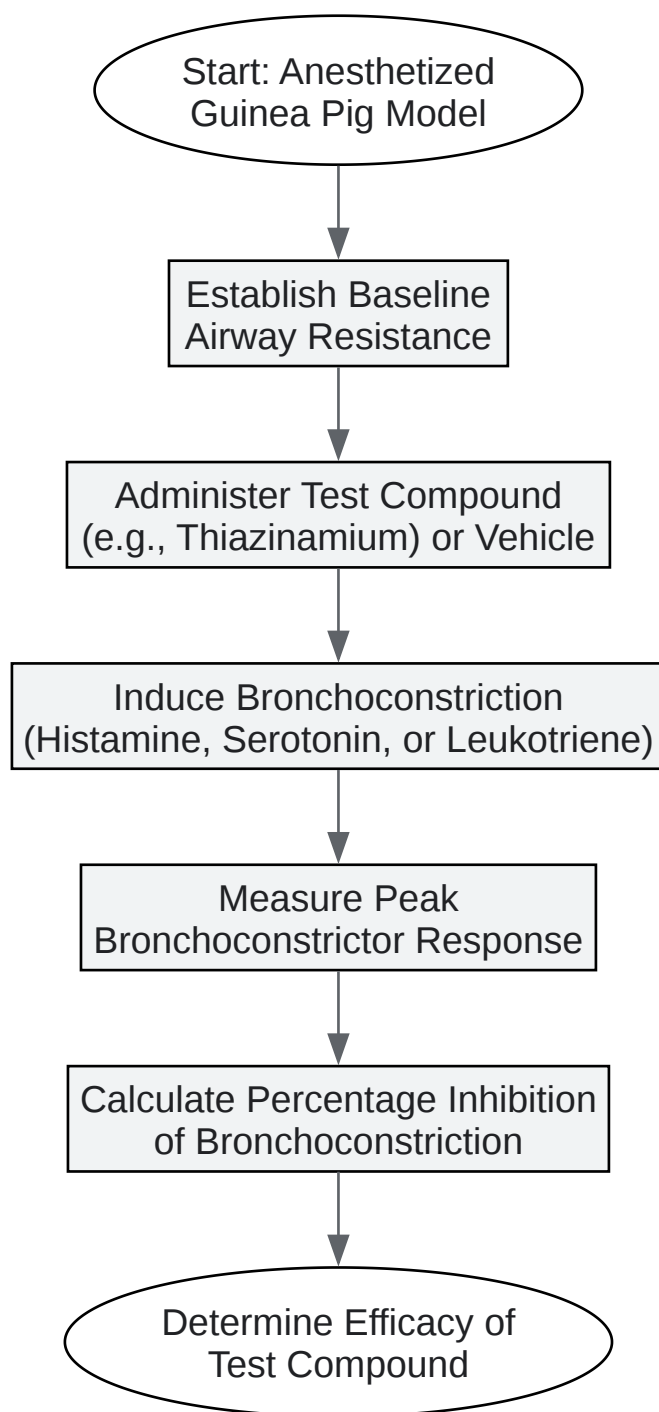 Start: Anesthetized
Guinea Pig Model
Establish Baseline
Airway Resistance
Administer Test Compound
(e.g., Thiazinamium) or Vehicle
Induce Bronchoconstriction
(Histamine, Serotonin, or Leukotriene)
Measure Peak
Bronchoconstrictor Response
Calculate Percentage Inhibition
of Bronchoconstriction
Determine Efficacy of
Test Compound